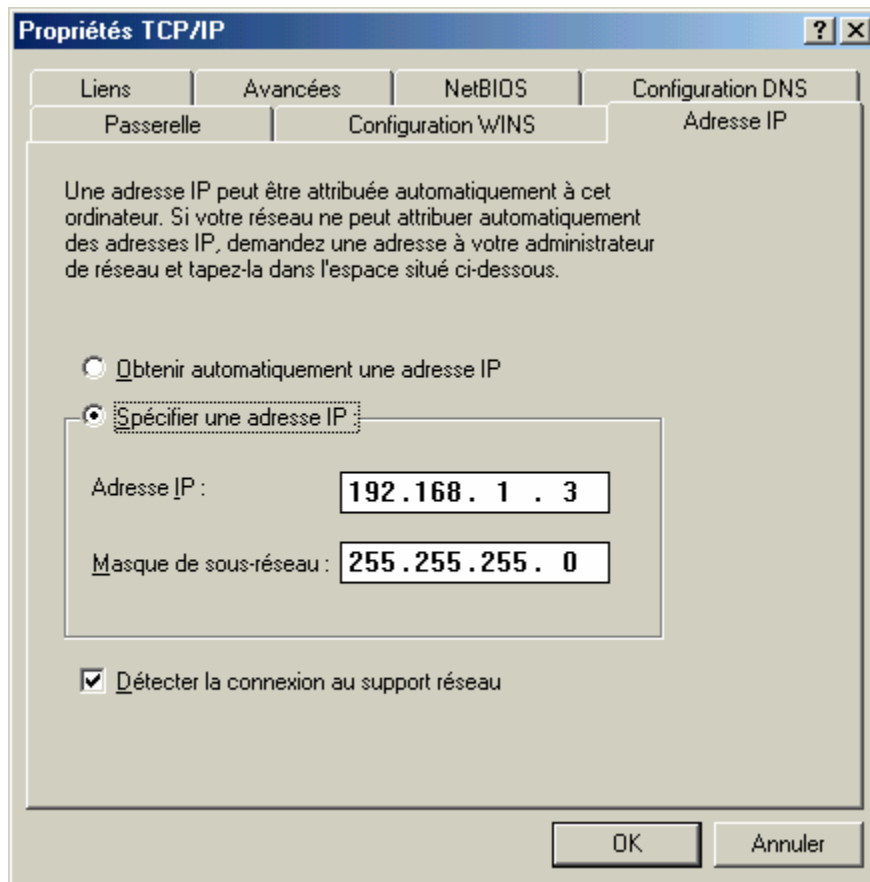 Propriétés TCP/IP
Liens Avancées NetBIOS Configuration DNS
Passerelle Configuration WINS Adresse IP
Une adresse IP peut être attribuée automatiquement à cet
ordinateur. Si votre réseau ne peut attribuer automatiquement
des adresses IP, demandez une adresse à votre administrateur
de réseau et tapez-la dans l'espace situé ci-dessous.
Obtenir automatiquement une adresse IP
Spécifier une adresse IP :
Adresse IP : 192.168. 1 . 3
Masque de sous-réseau : 255.255.255. 0
Détecter la connexion au support réseau
OK Annuler